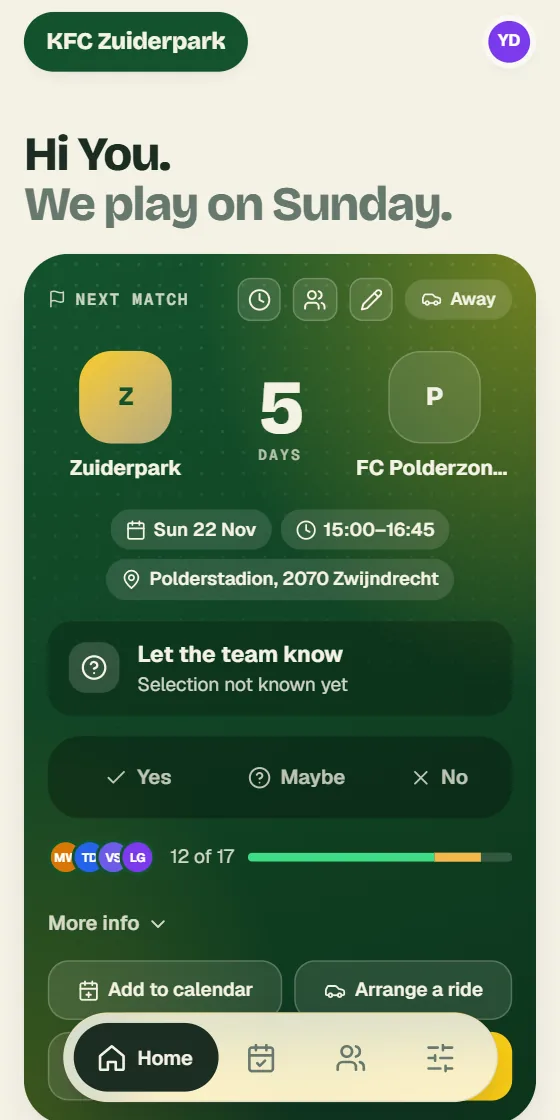 KFC Zuiderpark
YD
Hi You.
We play on Sunday.
NEXT MATCH
Away
Z
5
P
DAYS
Zuiderpark
FC Polderzon...
Sun 22 Nov
15:00–16:45
Polderstadion, 2070 Zwijndrecht
Let the team know
Selection not known yet
Yes
Maybe
No
TD
VS
LG
12 of 17
More info
Add to calendar
Arrange a ride
Home